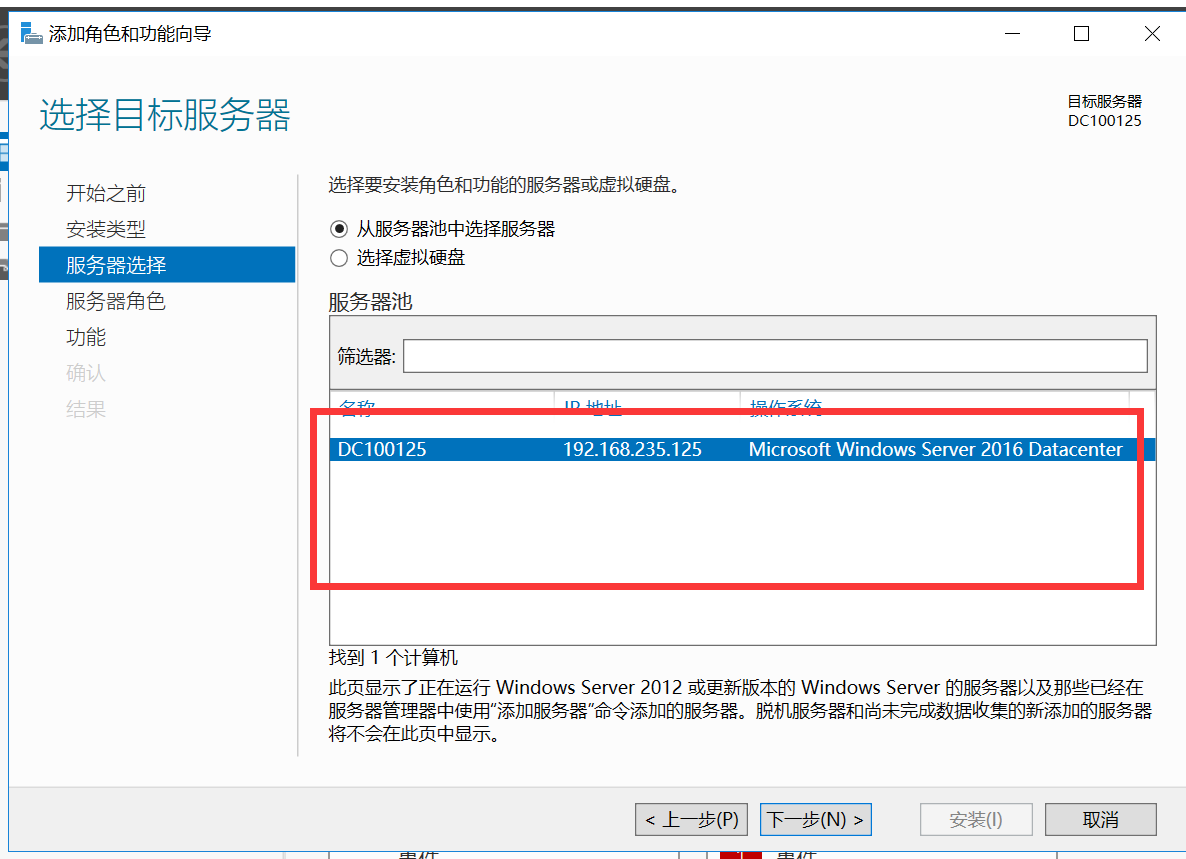 添加角色和功能向导
选择目标服务器
目标服务器
DC100125
开始之前
安装类型
服务器选择
服务器角色
功能
确认
结果
选择要安装角色和功能的服务器或虚拟硬盘。
从服务器池中选择服务器
选择虚拟硬盘
服务器池
筛选器:
名称 IP 地址 操作系统
DC100125 192.168.235.125 Microsoft Windows Server 2016 Datacenter
找到 1 个计算机
此页显示了正在运行 Windows Server 2012 或更新版本的 Windows Server 的服务器以及那些已经在
服务器管理器中使用“添加服务器”命令添加的服务器。脱机服务器和尚未完成数据收集的新添加的服务器
将不会在此页中显示。
< 上一步(P) 下一步(N) > 安装(I) 取消
事件 1 事件